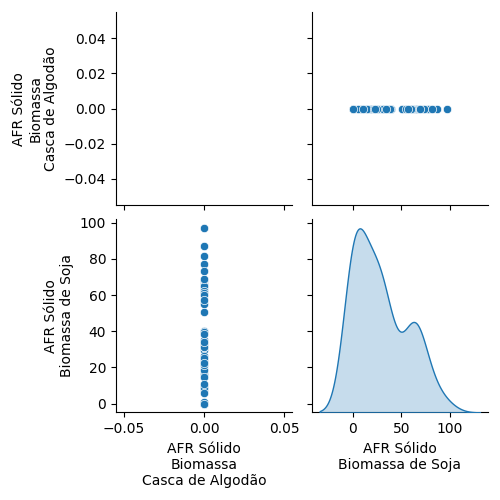 AFR Sólido
Biomassa
Casca de Algodão
0.04
0.02
0.00
−0.02
−0.04
AFR Sólido
Biomassa de Soja
100
80
60
40
20
0
−0.05
0.00
0.05
0
50
100
AFR Sólido
Biomassa
Casca de Algodão
AFR Sólido
Biomassa de Soja